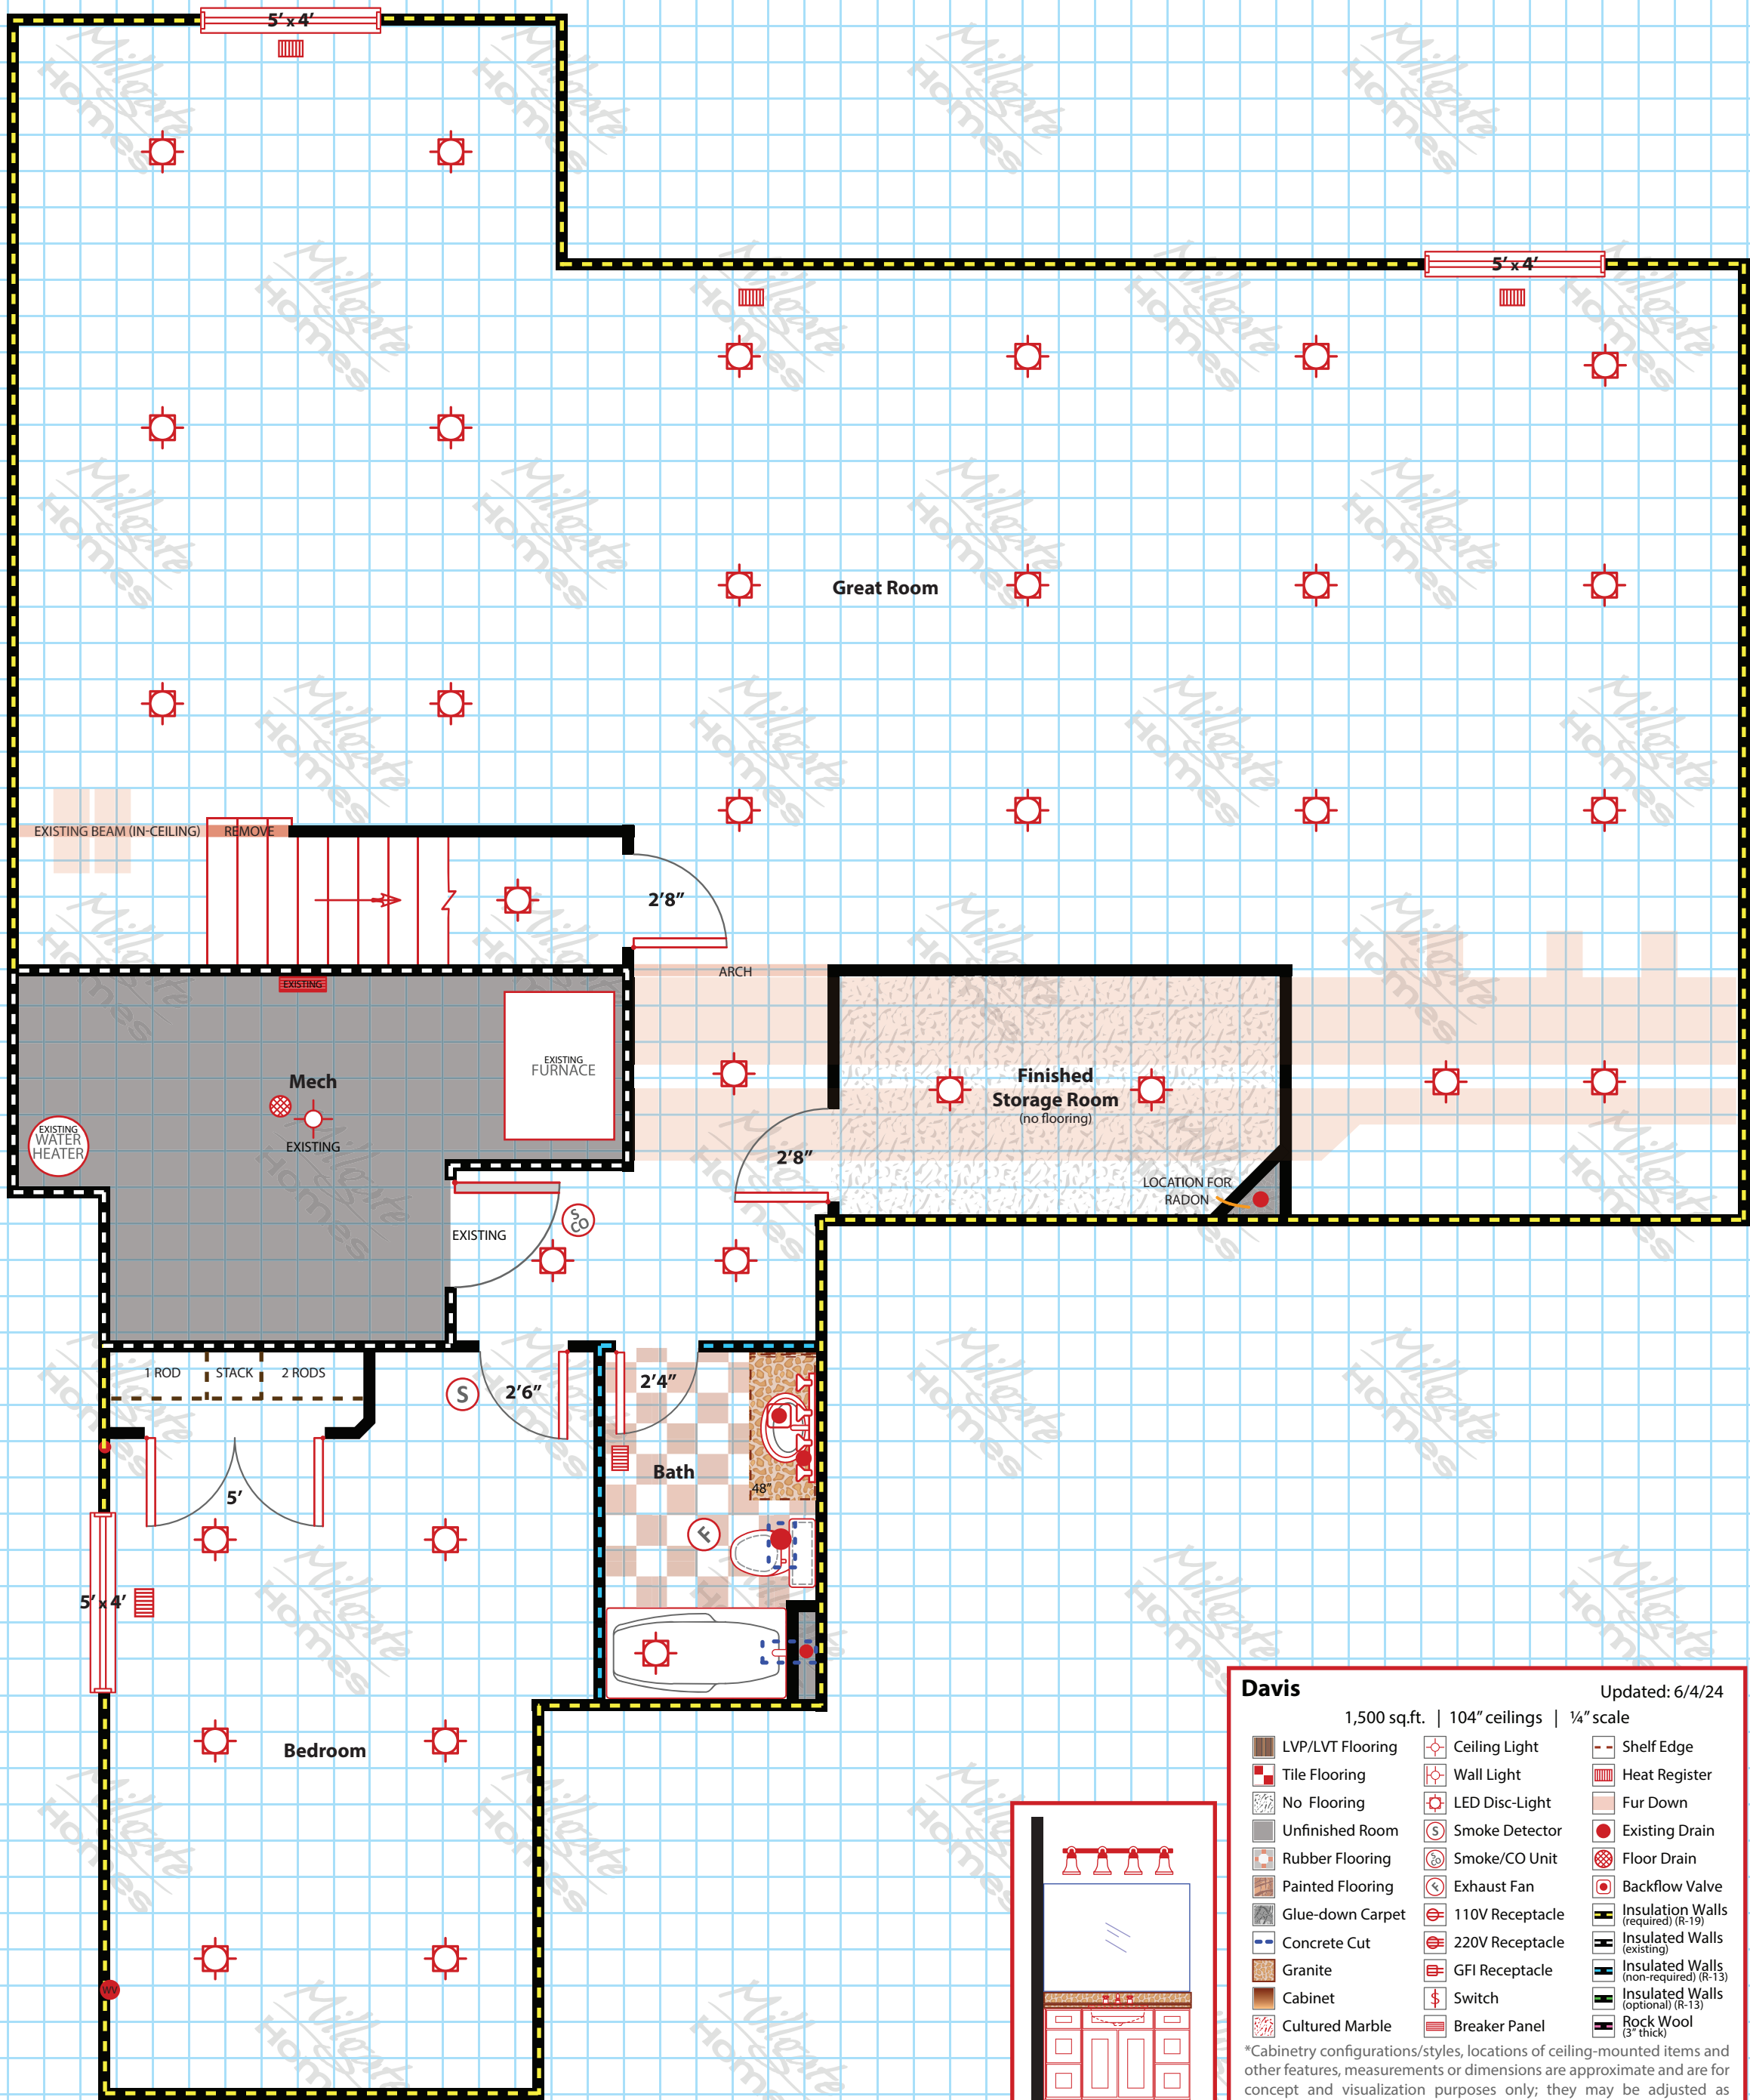 5’ x 4’
5’ x 4’
Great Room
EXISTING BEAM (IN-CEILING)
REMOVE
2’8”
ARCH
EXISTING
EXISTING
FURNACE
Mech
EXISTING
EXISTING
WATER
HEATER
Finished
Storage Room
(no flooring)
2’8”
LOCATION FOR
RADON
EXISTING
S
CO
1 ROD
STACK
2 RODS
S
2’6”
2’4”
Bath
48”
5’
F
5’ x 4’
Bedroom
WV
Millgate
Homes
Davis
Updated: 6/4/24
1,500 sq.ft. | 104” ceilings | ¼” scale
LVP/LVT Flooring
Tile Flooring
No Flooring
Unfinished Room
Rubber Flooring
Painted Flooring
Glue-down Carpet
Concrete Cut
Granite
Cabinet
Cultured Marble
Ceiling Light
Wall Light
LED Disc-Light
S Smoke Detector
S CO Smoke/CO Unit
F Exhaust Fan
110V Receptacle
220V Receptacle
GFI Receptacle
$ Switch
Breaker Panel
Shelf Edge
Heat Register
Fur Down
Existing Drain
Floor Drain
Backflow Valve
Insulation Walls
(required) (R-19)
Insulated Walls
(existing)
Insulated Walls
(non-required) (R-13)
Insulated Walls
(optional) (R-13)
Rock Wool
(3” thick)
*Cabinetry configurations/styles, locations of ceiling-mounted items and
other features, measurements or dimensions are approximate and are for
concept and visualization purposes only; they may be adjusted as